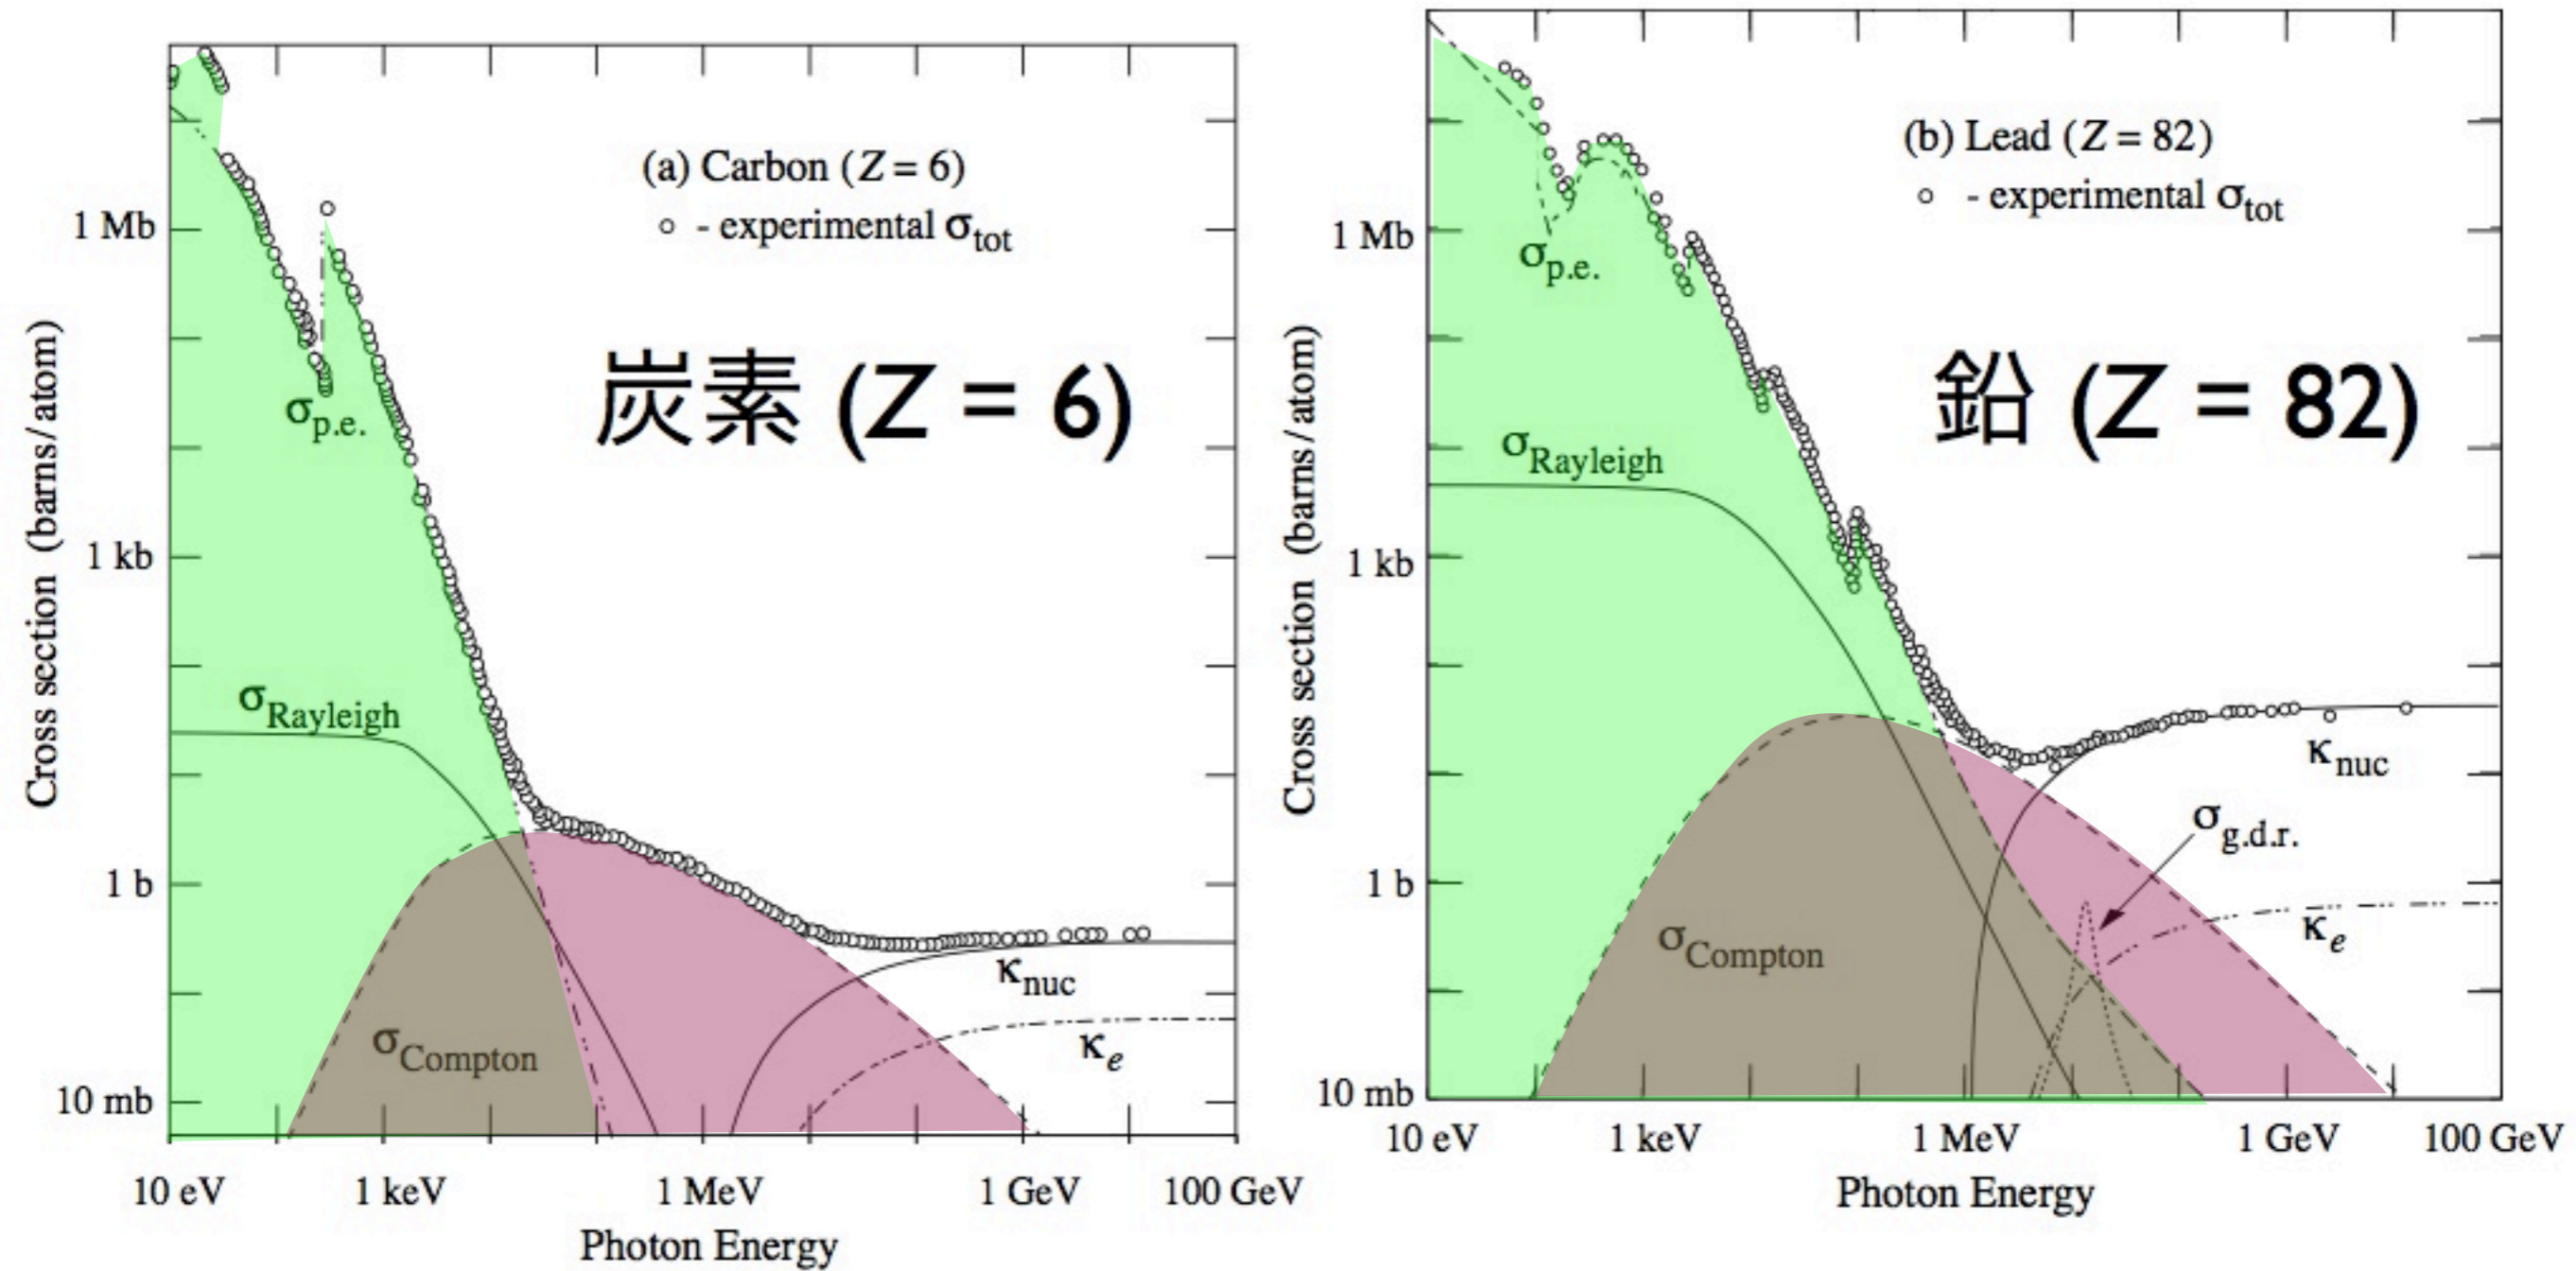 (a) Carbon (Z = 6)
○ - experimental σtot
炭素 (Z = 6)
Cross section (barns/atom)
1 Mb
1 kb
1 b
10 mb
σp.e.
σRayleigh
σCompton
κnuc
κe
10 eV 1 keV 1 MeV 1 GeV 100 GeV
Photon Energy
(b) Lead (Z = 82)
○ - experimental σtot
鉛 (Z = 82)
Cross section (barns/atom)
1 Mb
1 kb
1 b
10 mb
σp.e.
σRayleigh
σCompton
κnuc
σg.d.r.
κe
10 eV 1 keV 1 MeV 1 GeV 100 GeV
Photon Energy